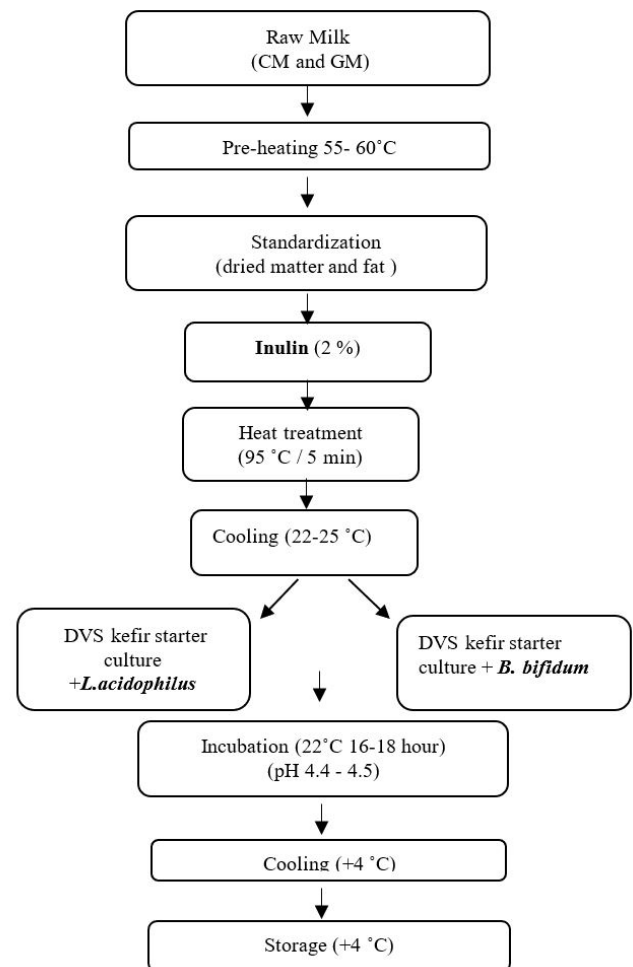 Raw Milk
(CM and GM)
Pre-heating 55- 60˚C
Standardization
(dried matter and fat )
Inulin (2 %)
Heat treatment
(95 ˚C / 5 min)
Cooling (22-25 ˚C)
DVS kefir starter
culture
+L.acidophilus
DVS kefir starter
culture + B. bifidum
Incubation (22˚C 16-18 hour)
(pH 4.4 - 4.5)
Cooling (+4 ˚C)
Storage (+4 ˚C)